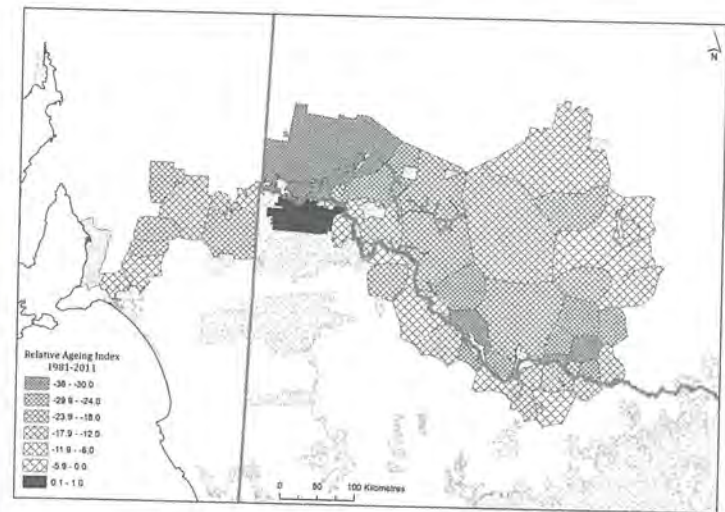 N
Relative Ageing Index
1981-2011
-36 - -30.0
-29.9 - -24.0
-23.9 - -18.0
-17.9 - -12.0
-11.9 - -6.0
-5.9 - 0.0
0.1 - 1.0
0 50 100 Kilometres